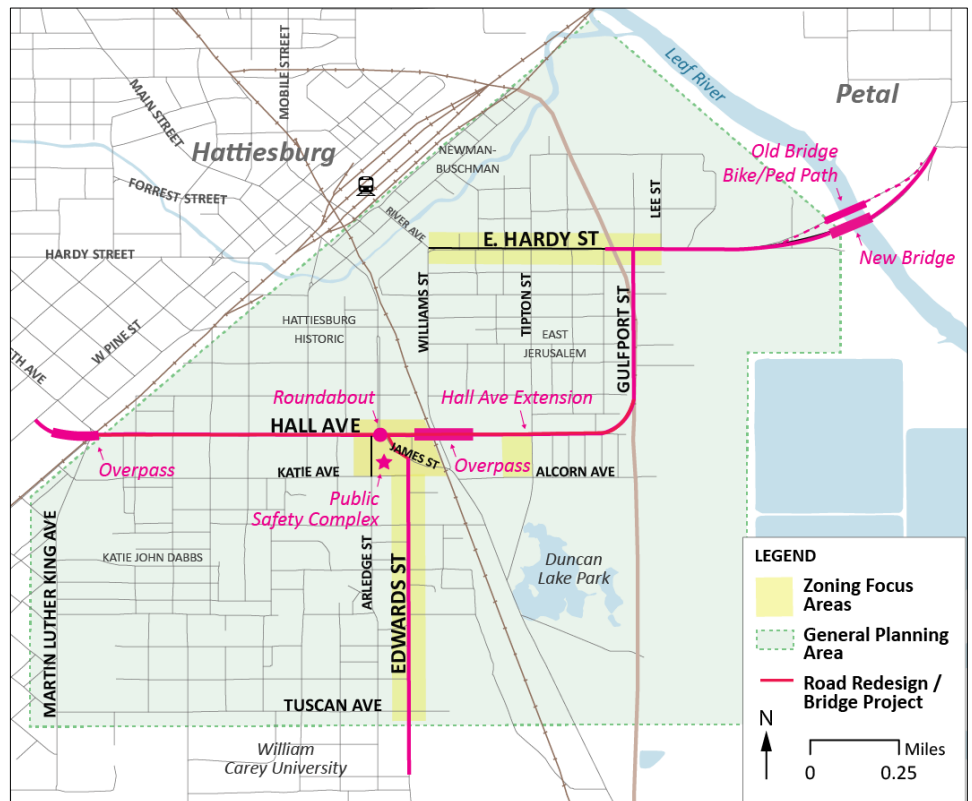 MOBILE STREET
MAIN STREET
Leaf River
Petal
Hattiesburg
NEWMAN-
BUSCHMAN
Old Bridge
Bike/Ped Path
FORREST STREET
LEE ST
RIVER AVE
E. HARDY ST
HARDY STREET
New Bridge
WILLIAMS ST
TIPTON ST
GULFPORT ST
HATTIESBURG
HISTORIC
W PINE ST
EAST
JERUSALEM
TH AVE
Roundabout
Hall Ave Extension
HALL AVE
JAMES ST
Overpass
KATIE AVE
Overpass
ALCORN AVE
Public
Safety Complex
MARTIN LUTHER KING AVE
KATIE JOHN DABBS
ARLEDGE ST
EDWARDS ST
Duncan
Lake Park
LEGEND
Zoning Focus
Areas
General Planning
Area
Road Redesign /
Bridge Project
TUSCAN AVE
N
Miles
0
0.25
William
Carey University